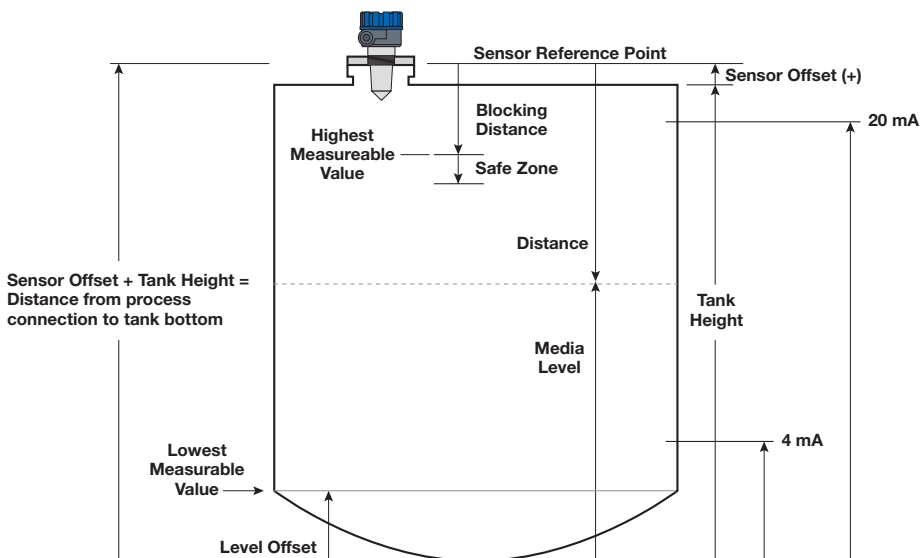 Sensor Reference Point
Sensor Offset (+)
Blocking
Distance
20 mA
Highest
Measureable
Value
Safe Zone
Distance
Sensor Offset + Tank Height =
Distance from process
connection to tank bottom
Tank
Height
Media
Level
4 mA
Lowest
Measurable
Value
Level Offset